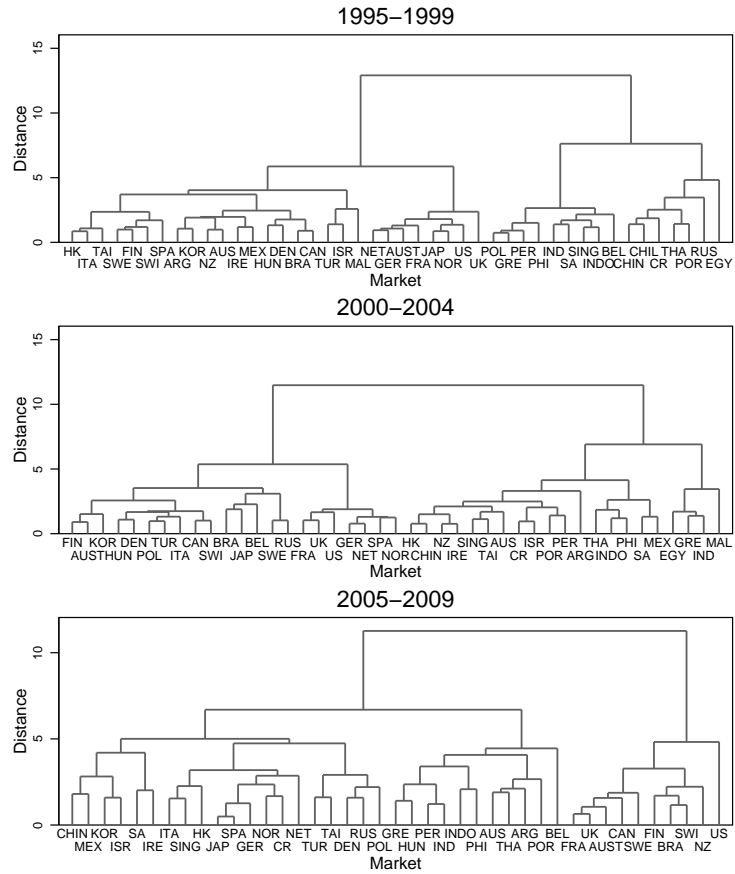 1995−1999
Distance
15
10
5
0
HK TAI FIN SPA KOR AUS MEX DEN CAN ISR NET AUST JAP US POL PER IND SING BEL CHIL THA RUS
ITA SWE SWI ARG NZ IRE HUN BRA TUR MAL GER FRA NOR UK GRE PHI SA INDO CHIN CR POR EGY
Market
2000−2004
Distance
15
10
5
0
FIN KOR DEN TUR CAN BRA BEL RUS UK GER SPA HK NZ SING AUS ISR PER THA PHI MEX GRE MAL
AUST HUN POL ITA SWI JAP SWE FRA US NET NOR CHIN IRE TAI CR POR ARG INDO SA EGY IND
Market
2005−2009
Distance
10
5
0
CHIN KOR SA ITA HK SPA NOR NET TAI RUS GRE PER INDO AUS ARG BEL UK CAN FIN SWI US
MEX ISR IRE SING JAP GER CR TUR DEN POL HUN IND PHI THA POR FRA AUST SWE BRA NZ
Market